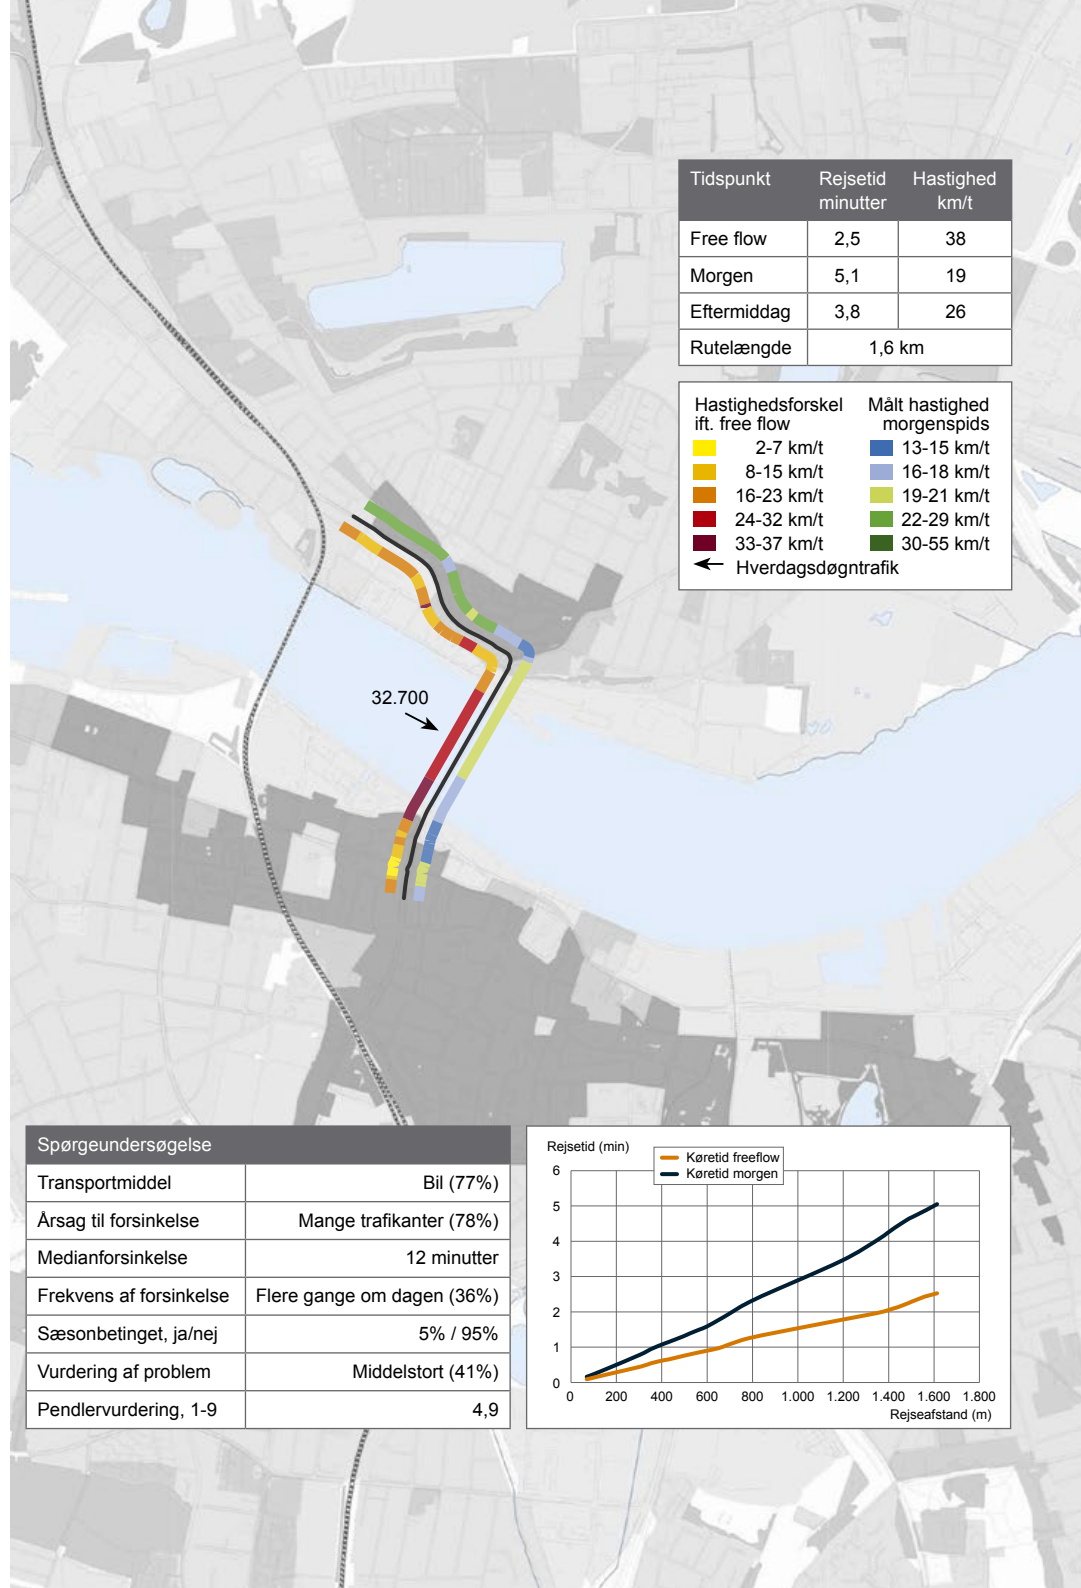 Tidspunkt Rejsetid minutter Hastighed km/t
Free flow 2,5 38
Morgen 5,1 19
Eftermiddag 3,8 26
Rutelængde 1,6 km
Hastighedsforskel Målt hastighed
ift. free flow morgenspids
2-7 km/t 13-15 km/t
8-15 km/t 16-18 km/t
16-23 km/t 19-21 km/t
24-32 km/t 22-29 km/t
33-37 km/t 30-55 km/t
Hverdagsdøgntrafik
32.700
Spørgeundersøgelse
Transportmiddel Bil (77%)
Årsag til forsinkelse Mange trafikanter (78%)
Medianforsinkelse 12 minutter
Frekvens af forsinkelse Flere gange om dagen (36%)
Sæsonbetinget, ja/nej 5% / 95%
Vurdering af problem Middelstort (41%)
Pendlervurdering, 1-9 4,9
Rejsetid (min)
Køretid freeflow
Køretid morgen
6
5
4
3
2
1
0
0 200 400 600 800 1.000 1.200 1.400 1.600 1.800
Rejseafstand (m)